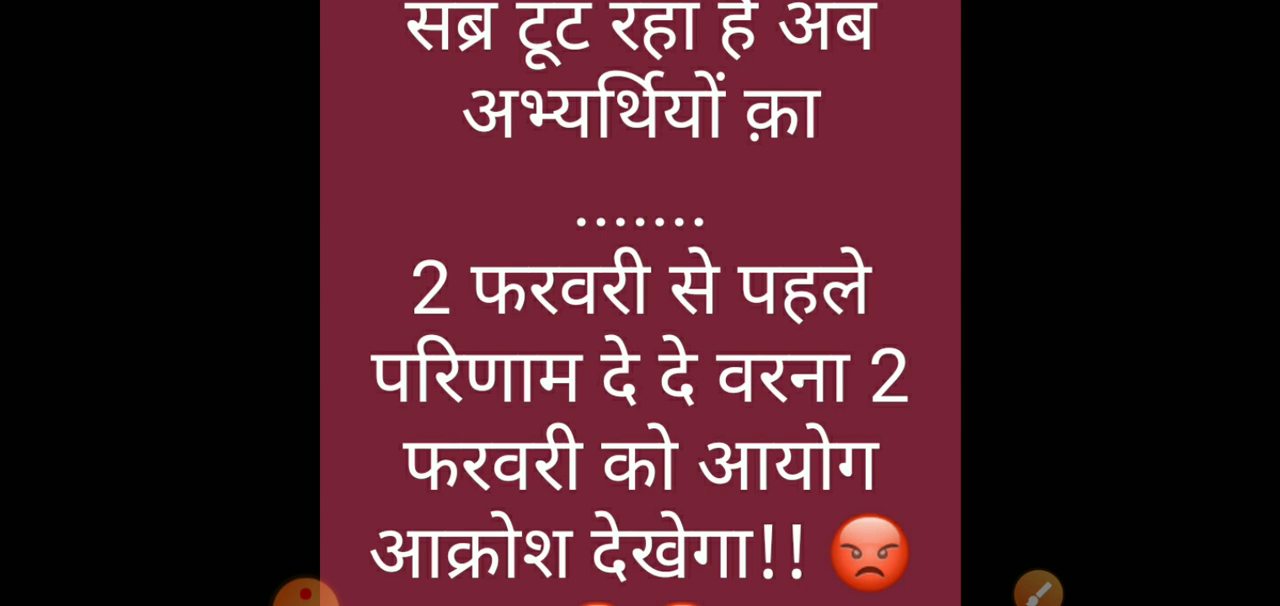 सब्र टूट रहा है अब
अभ्यर्थियों क़ा
.......
2 फरवरी से पहले
परिणाम दे दे वरना 2
फरवरी को आयोग
आक्रोश देखेगा!! 😡